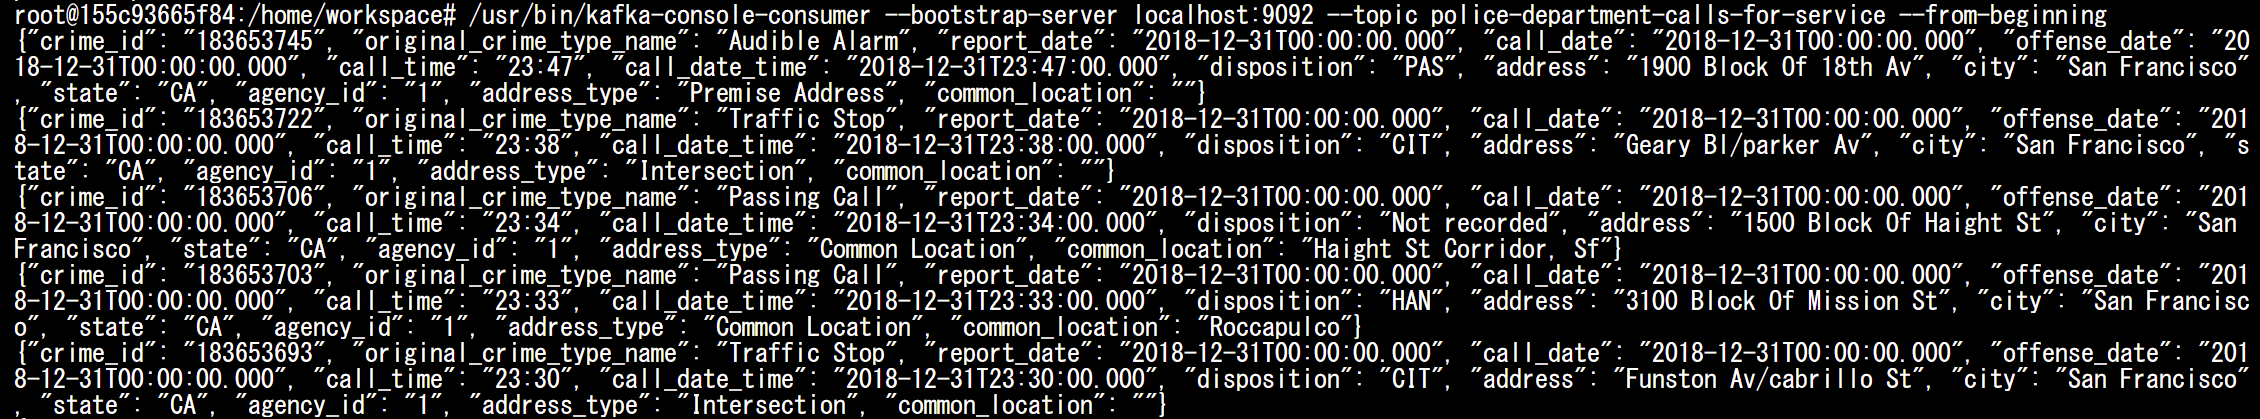 root@155c93665f84:/home/workspace# /usr/bin/kafka-console-consumer --bootstrap-server localhost:9092 --topic police-department-calls-for-service --from-beginning
{"crime_id": "183653745", "original_crime_type_name": "Audible Alarm", "report_date": "2018-12-31T00:00:00.000", "call_date": "2018-12-31T00:00:00.000", "offense_date": "20
18-12-31T00:00:00.000", "call_time": "23:47", "call_date_time": "2018-12-31T23:47:00.000", "disposition": "PAS", "address": "1900 Block Of 18th Av", "city": "San Francisco"
, "state": "CA", "agency_id": "1", "address_type": "Premise Address", "common_location": ""}
{"crime_id": "183653722", "original_crime_type_name": "Traffic Stop", "report_date": "2018-12-31T00:00:00.000", "call_date": "2018-12-31T00:00:00.000", "offense_date": "201
8-12-31T00:00:00.000", "call_time": "23:38", "call_date_time": "2018-12-31T23:38:00.000", "disposition": "CIT", "address": "Geary Bl/parker Av", "city": "San Francisco", "s
tate": "CA", "agency_id": "1", "address_type": "Intersection", "common_location": ""}
{"crime_id": "183653706", "original_crime_type_name": "Passing Call", "report_date": "2018-12-31T00:00:00.000", "call_date": "2018-12-31T00:00:00.000", "offense_date": "201
8-12-31T00:00:00.000", "call_time": "23:34", "call_date_time": "2018-12-31T23:34:00.000", "disposition": "Not recorded", "address": "1500 Block Of Haight St", "city": "San
Francisco", "state": "CA", "agency_id": "1", "address_type": "Common Location", "common_location": "Haight St Corridor, Sf"}
{"crime_id": "183653703", "original_crime_type_name": "Passing Call", "report_date": "2018-12-31T00:00:00.000", "call_date": "2018-12-31T00:00:00.000", "offense_date": "201
8-12-31T00:00:00.000", "call_time": "23:33", "call_date_time": "2018-12-31T23:33:00.000", "disposition": "HAN", "address": "3100 Block Of Mission St", "city": "San Francisc
o", "state": "CA", "agency_id": "1", "address_type": "Common Location", "common_location": "Roccapulco"}
{"crime_id": "183653693", "original_crime_type_name": "Traffic Stop", "report_date": "2018-12-31T00:00:00.000", "call_date": "2018-12-31T00:00:00.000", "offense_date": "201
8-12-31T00:00:00.000", "call_time": "23:30", "call_date_time": "2018-12-31T23:30:00.000", "disposition": "CIT", "address": "Funston Av/cabrillo St", "city": "San Francisco"
, "state": "CA", "agency_id": "1", "address_type": "Intersection", "common_location": ""}